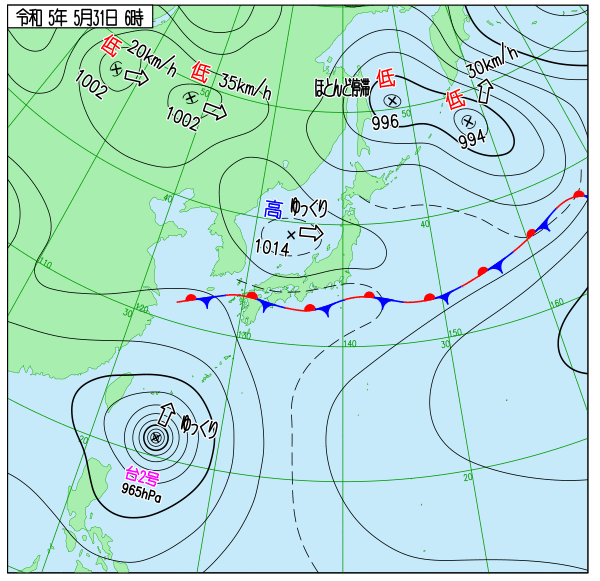 令和 5年 5月31日 6時
低 20km/h
1002
低 35km/h
1002
50
ほとんど停滞 低
996
50
低 30km/h
994
40
高 ゆっくり
1014
40
110
120
30
130
140
150
30
160
20
ゆっくり
台2号
965hPa
20